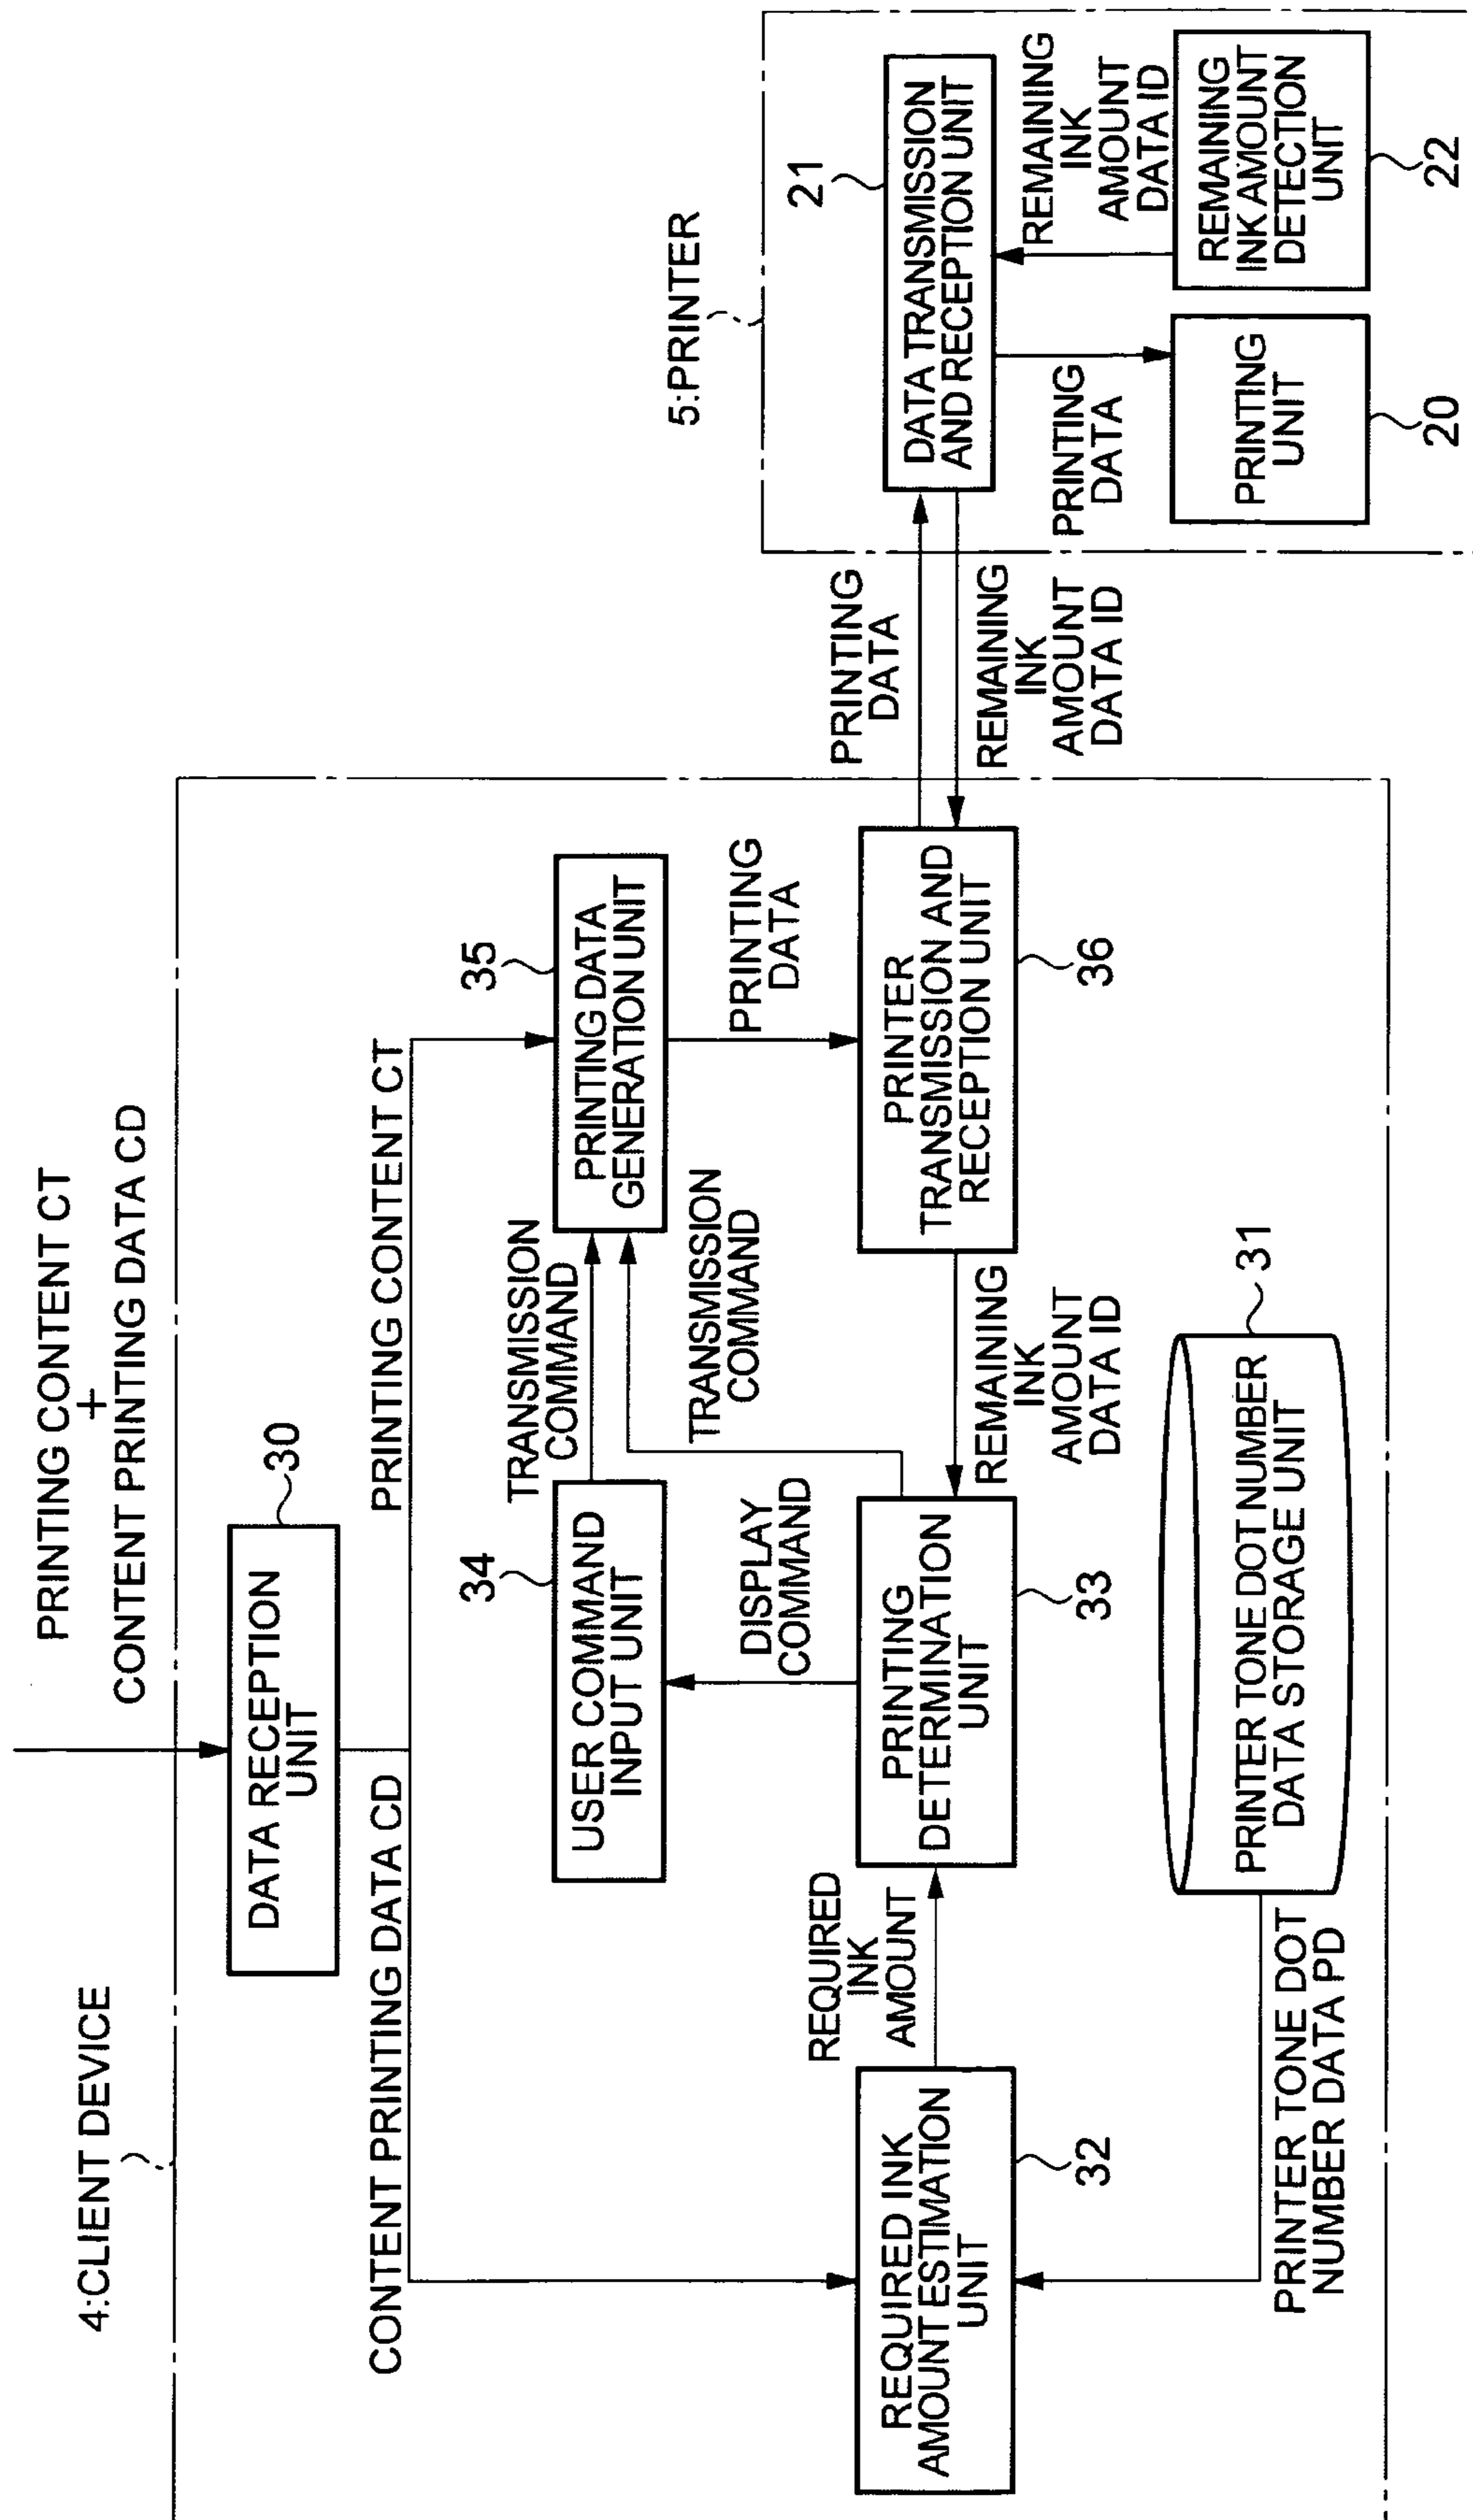 PRINTING CONTENT CT
+
CONTENT PRINTING DATA CD
4:CLIENT DEVICE
30
DATA RECEPTION
UNIT
CONTENT PRINTING DATA CD
PRINTING CONTENT CT
34
USER COMMAND
INPUT UNIT
TRANSMISSION
COMMAND
35
PRINTING DATA
GENERATION UNIT
TRANSMISSION
COMMAND
DISPLAY
COMMAND
PRINTING
DATA
REQUIRED INK
AMOUNT ESTIMATION
UNIT
32
REQUIRED
INK
AMOUNT
PRINTING
DETERMINATION
UNIT
33
REMAINING
INK
AMOUNT
DATA ID
PRINTER
TRANSMISSION AND
RECEPTION UNIT
36
PRINTER TONE DOT
NUMBER DATA PD
PRINTER TONE DOT NUMBER
DATA STORAGE UNIT
31
PRINTING
DATA
REMAINING
INK
AMOUNT
DATA ID
5:PRINTER
21
DATA TRANSMISSION
AND RECEPTION UNIT
PRINTING
DATA
REMAINING
INK
AMOUNT
DATA ID
PRINTING
UNIT
20
REMAINING
INK AMOUNT
DETECTION
UNIT
22